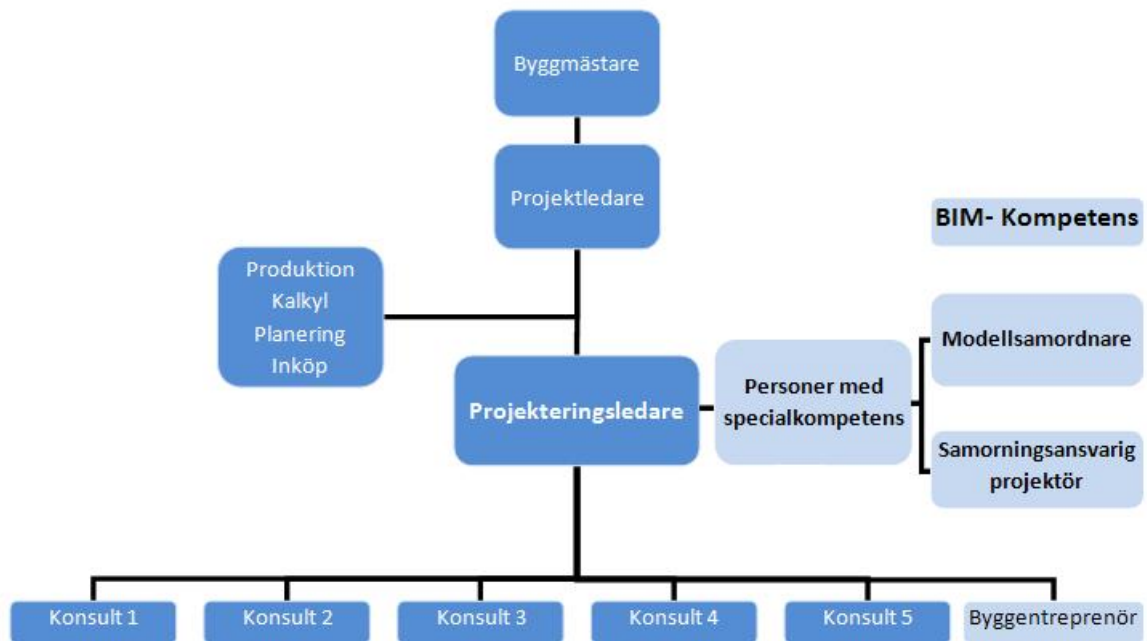 Byggmästare
Projektledare
BIM- Kompetens
Produktion
Kalkyl
Planering
Inköp
Modellsamordnare
Projekteringsledare
Personer med
specialkompetens
Samorningsansvarig
projektör
Konsult 1
Konsult 2
Konsult 3
Konsult 4
Konsult 5
Byggentreprenör